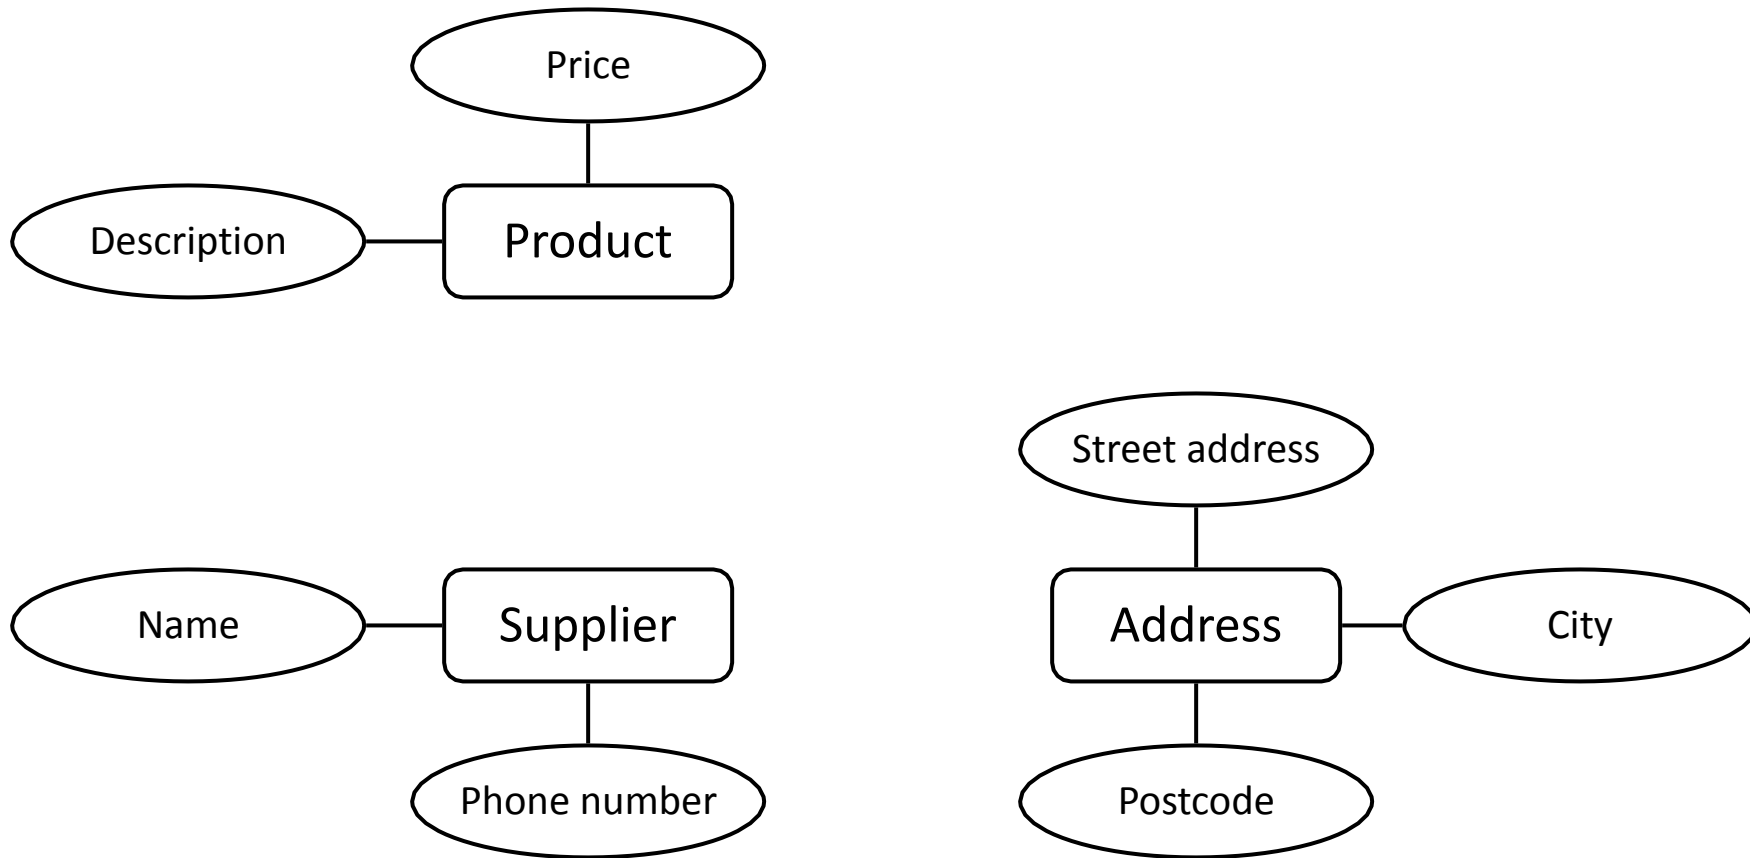 Price
Description
Product
Street address
Name
Supplier
Address
City
Phone number
Postcode